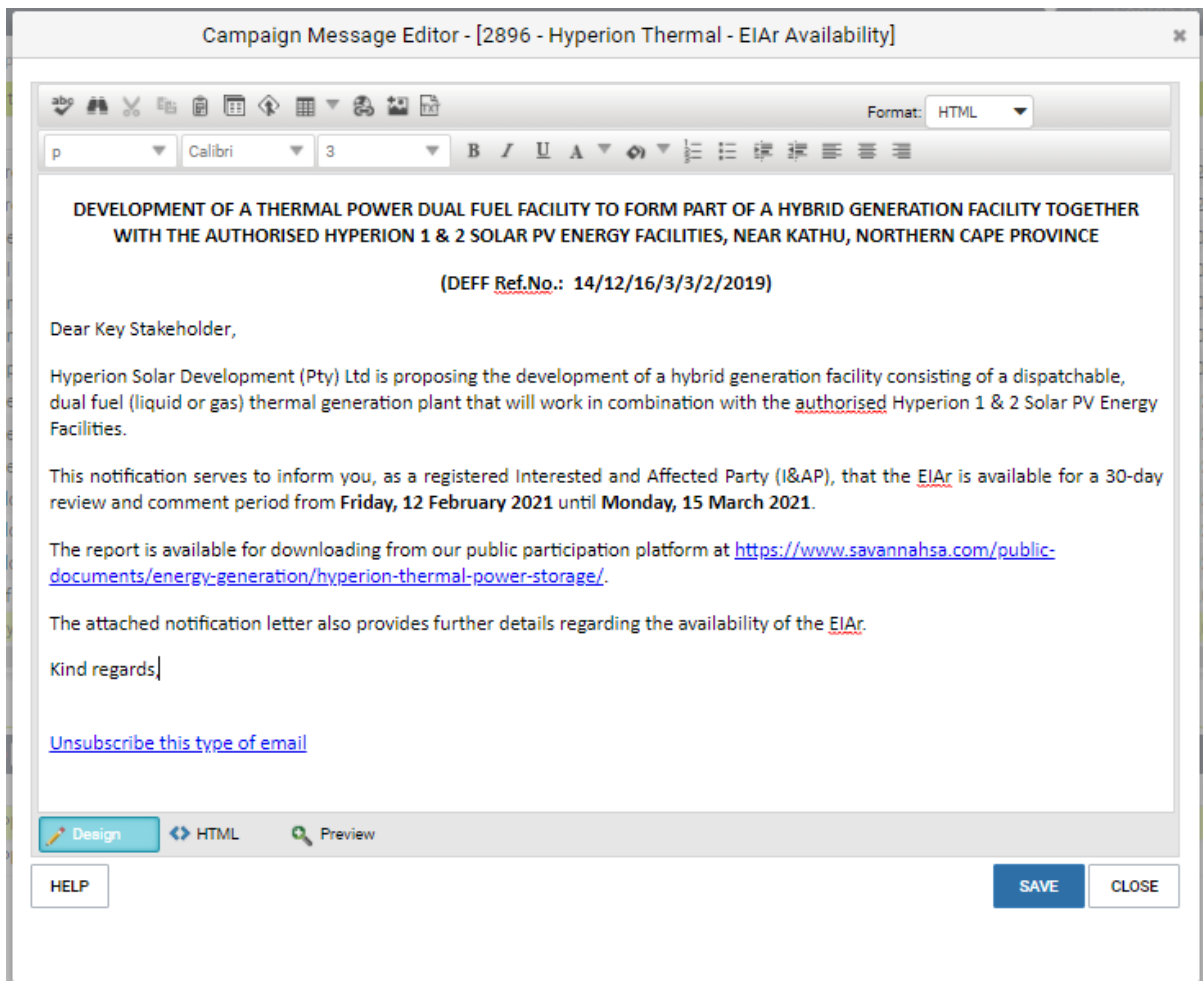 Campaign Message Editor - [2896 - Hyperion Thermal - EIAr Availability]
Format: HTML
p Calibri 3 B I U A
DEVELOPMENT OF A THERMAL POWER DUAL FUEL FACILITY TO FORM PART OF A HYBRID GENERATION FACILITY TOGETHER
WITH THE AUTHORISED HYPERION 1 & 2 SOLAR PV ENERGY FACILITIES, NEAR KATHU, NORTHERN CAPE PROVINCE
(DEFF Ref.No.: 14/12/16/3/3/2/2019)
Dear Key Stakeholder,
Hyperion Solar Development (Pty) Ltd is proposing the development of a hybrid generation facility consisting of a dispatchable,
dual fuel (liquid or gas) thermal generation plant that will work in combination with the authorised Hyperion 1 & 2 Solar PV Energy
Facilities.
This notification serves to inform you, as a registered Interested and Affected Party (I&AP), that the EIAr is available for a 30-day
review and comment period from Friday, 12 February 2021 until Monday, 15 March 2021.
The report is available for downloading from our public participation platform at https://www.savannahsa.com/public-
documents/energy-generation/hyperion-thermal-power-storage/.
The attached notification letter also provides further details regarding the availability of the EIAr.
Kind regards,
Unsubscribe this type of email
Design HTML Preview
HELP SAVE CLOSE